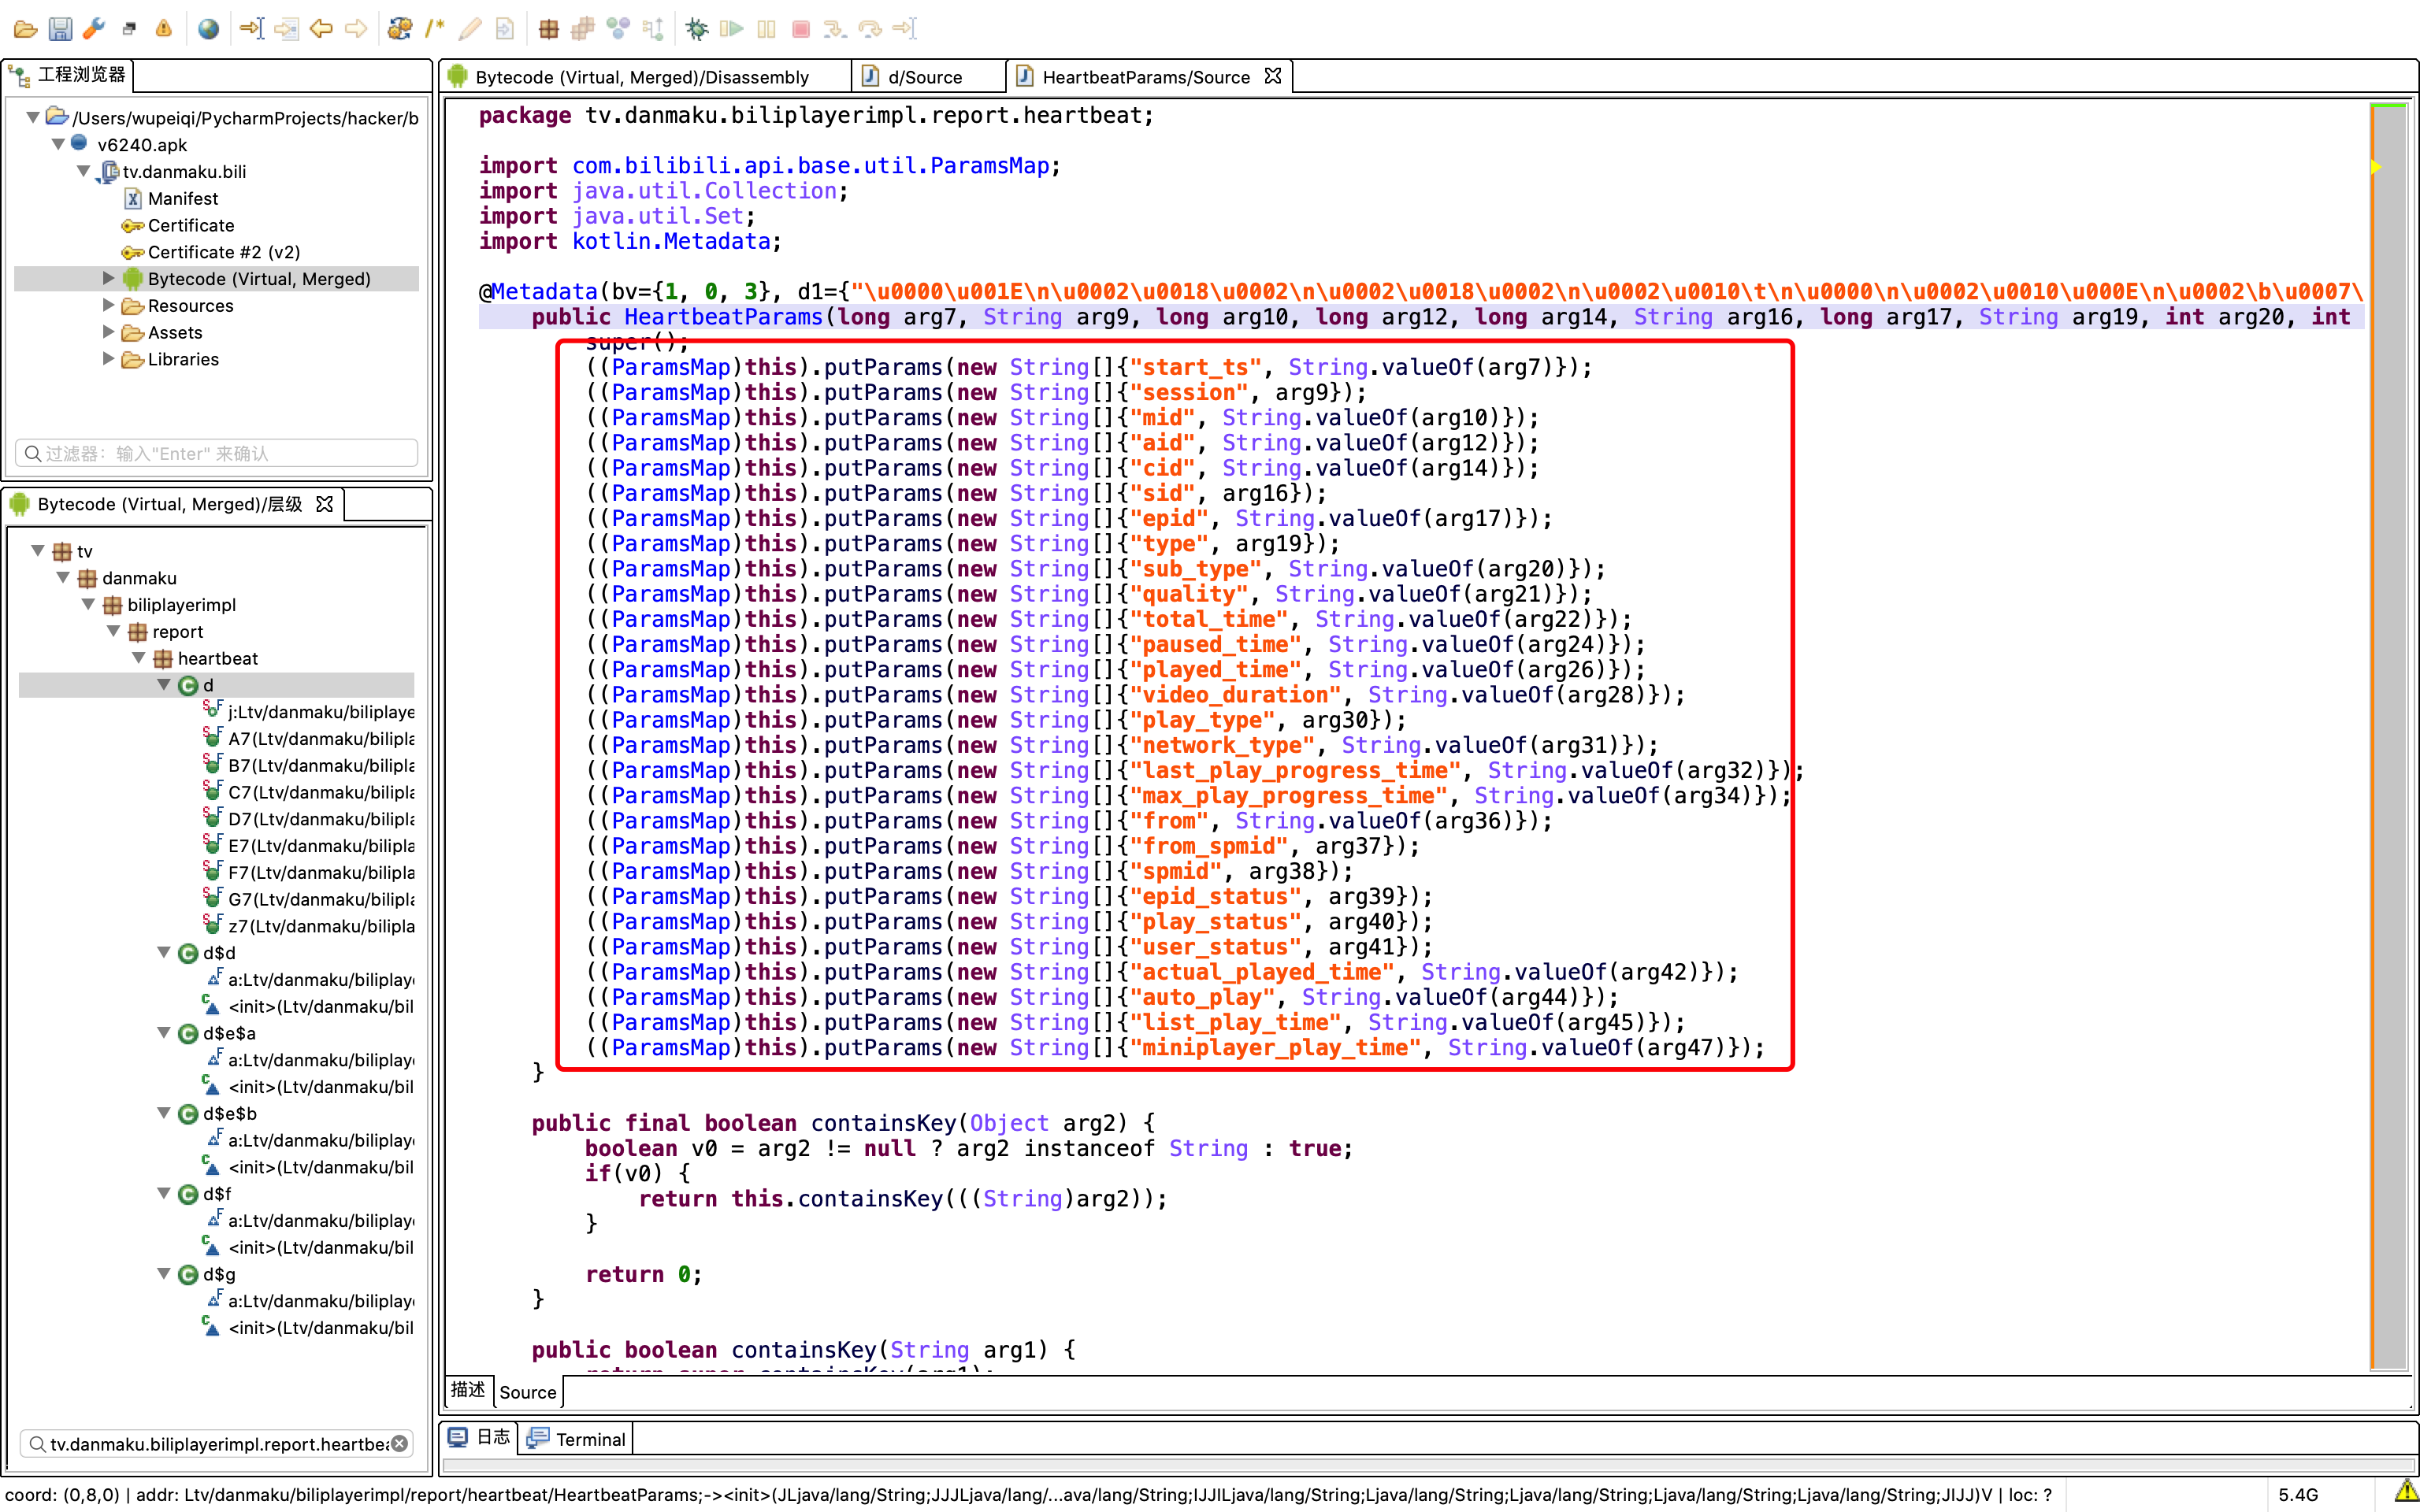 工程浏览器
/Users/wupeiqi/PycharmProjects/hacker/b
v6240.apk
tv.danmaku.bili
Manifest
Certificate
Certificate #2 (v2)
Bytecode (Virtual, Merged)
Resources
Assets
Libraries
过滤器：输入"Enter" 来确认
Bytecode (Virtual, Merged)/层级
tv
danmaku
biliplayerimpl
report
heartbeat
d
j:Ltv/danmaku/biliplaye
A7(Ltv/danmaku/bilipla
B7(Ltv/danmaku/bilipla
C7(Ltv/danmaku/bilipla
D7(Ltv/danmaku/bilipla
E7(Ltv/danmaku/bilipla
F7(Ltv/danmaku/bilipla
G7(Ltv/danmaku/bilipla
z7(Ltv/danmaku/bilipla
d$d
a:Ltv/danmaku/biliplay
<init>(Ltv/danmaku/bil
d$e$a
a:Ltv/danmaku/biliplay
<init>(Ltv/danmaku/bil
d$e$b
a:Ltv/danmaku/biliplay
<init>(Ltv/danmaku/bil
d$f
a:Ltv/danmaku/biliplay
<init>(Ltv/danmaku/bil
d$g
a:Ltv/danmaku/biliplay
<init>(Ltv/danmaku/bil
tv.danmaku.biliplayerimpl.report.heartbea
Bytecode (Virtual, Merged)/Disassembly
d/Source
HeartbeatParams/Source
package tv.danmaku.biliplayerimpl.report.heartbeat;
import com.bilibili.api.base.util.ParamsMap;
import java.util.Collection;
import java.util.Set;
import kotlin.Metadata;
@Metadata(bv={1, 0, 3}, d1={"\u0000\u001E\n\u0002\u0018\u0002\n\u0002\u0018\u0002\n\u0002\u0010\t\n\u0000\n\u0002\u0010\u000E\n\u0002\b\u0007\
public HeartbeatParams(long arg7, String arg9, long arg10, long arg12, long arg14, String arg16, long arg17, String arg19, int arg20, int
super();
((ParamsMap)this).putParams(new String[]{"start_ts", String.valueOf(arg7)});
((ParamsMap)this).putParams(new String[]{"session", arg9});
((ParamsMap)this).putParams(new String[]{"mid", String.valueOf(arg10)});
((ParamsMap)this).putParams(new String[]{"aid", String.valueOf(arg12)});
((ParamsMap)this).putParams(new String[]{"cid", String.valueOf(arg14)});
((ParamsMap)this).putParams(new String[]{"sid", arg16});
((ParamsMap)this).putParams(new String[]{"epid", String.valueOf(arg17)});
((ParamsMap)this).putParams(new String[]{"type", arg19});
((ParamsMap)this).putParams(new String[]{"sub_type", String.valueOf(arg20)});
((ParamsMap)this).putParams(new String[]{"quality", String.valueOf(arg21)});
((ParamsMap)this).putParams(new String[]{"total_time", String.valueOf(arg22)});
((ParamsMap)this).putParams(new String[]{"paused_time", String.valueOf(arg24)});
((ParamsMap)this).putParams(new String[]{"played_time", String.valueOf(arg26)});
((ParamsMap)this).putParams(new String[]{"video_duration", String.valueOf(arg28)});
((ParamsMap)this).putParams(new String[]{"play_type", arg30});
((ParamsMap)this).putParams(new String[]{"network_type", String.valueOf(arg31)});
((ParamsMap)this).putParams(new String[]{"last_play_progress_time", String.valueOf(arg32)});
((ParamsMap)this).putParams(new String[]{"max_play_progress_time", String.valueOf(arg34)});
((ParamsMap)this).putParams(new String[]{"from", String.valueOf(arg36)});
((ParamsMap)this).putParams(new String[]{"from_spmid", arg37});
((ParamsMap)this).putParams(new String[]{"spmid", arg38});
((ParamsMap)this).putParams(new String[]{"epid_status", arg39});
((ParamsMap)this).putParams(new String[]{"play_status", arg40});
((ParamsMap)this).putParams(new String[]{"user_status", arg41});
((ParamsMap)this).putParams(new String[]{"actual_played_time", String.valueOf(arg42)});
((ParamsMap)this).putParams(new String[]{"auto_play", String.valueOf(arg44)});
((ParamsMap)this).putParams(new String[]{"list_play_time", String.valueOf(arg45)});
((ParamsMap)this).putParams(new String[]{"miniplayer_play_time", String.valueOf(arg47)});
}
public final boolean containsKey(Object arg2) {
boolean v0 = arg2 != null ? arg2 instanceof String : true;
if(v0) {
return this.containsKey(((String)arg2));
}
return 0;
}
public boolean containsKey(String arg1) {
return super.containsKey(arg1);
描述
Source
日志
Terminal
coord: (0,8,0) | addr: Ltv/danmaku/biliplayerimpl/report/heartbeat/HeartbeatParams;-><init>(JLjava/lang/String;JJJLjava/lang/...ava/lang/String;IJJILjava/lang/String;Ljava/lang/String;Ljava/lang/String;Ljava/lang/String;Ljava/lang/String;JIJJ)V | loc: ?
5.4G